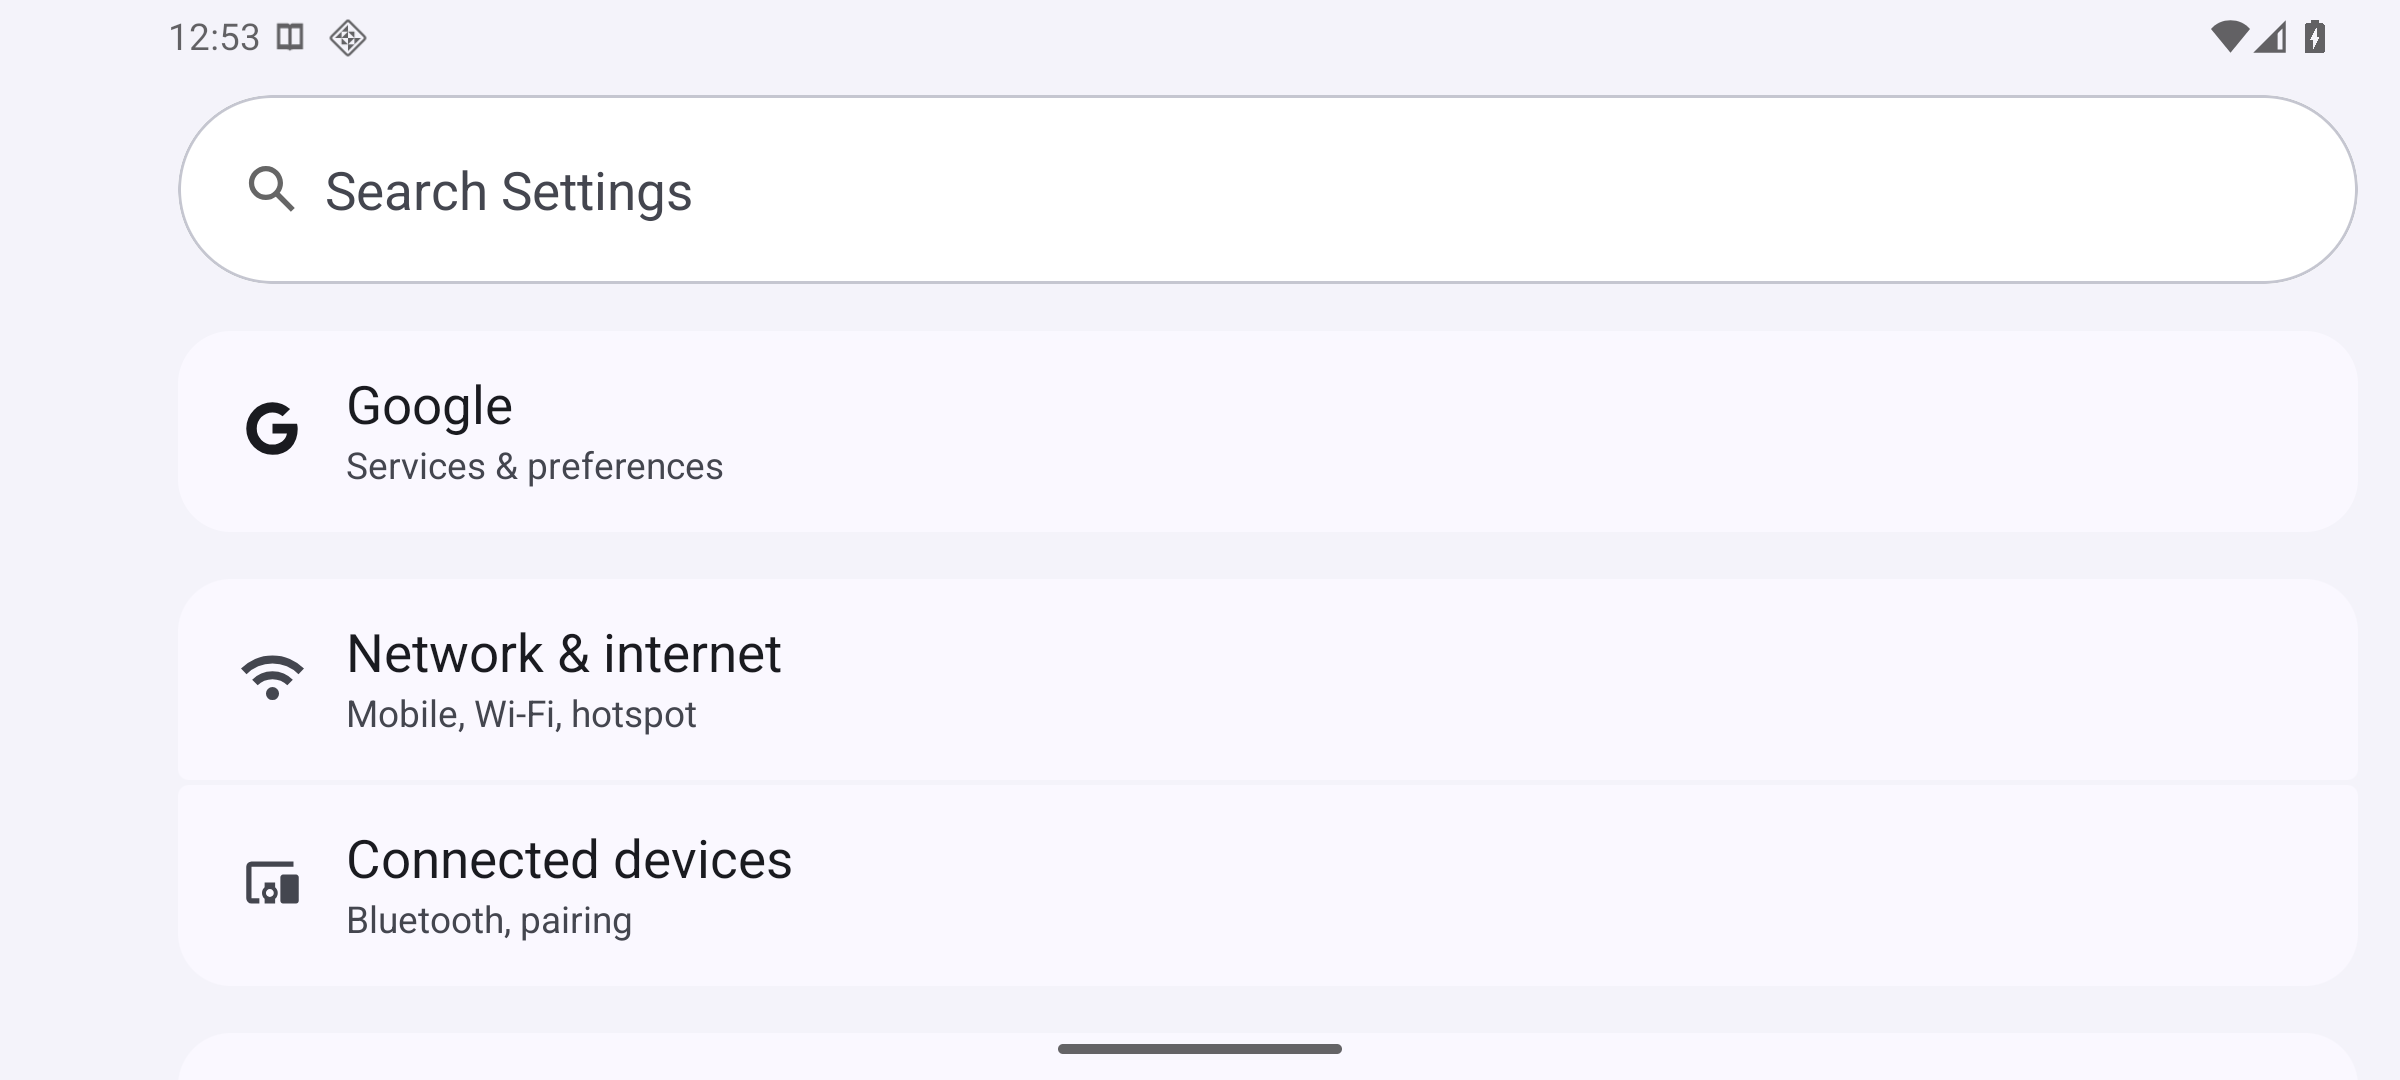 12:53
Search Settings
Google
Services & preferences
Network & internet
Mobile, Wi-Fi, hotspot
Connected devices
Bluetooth, pairing